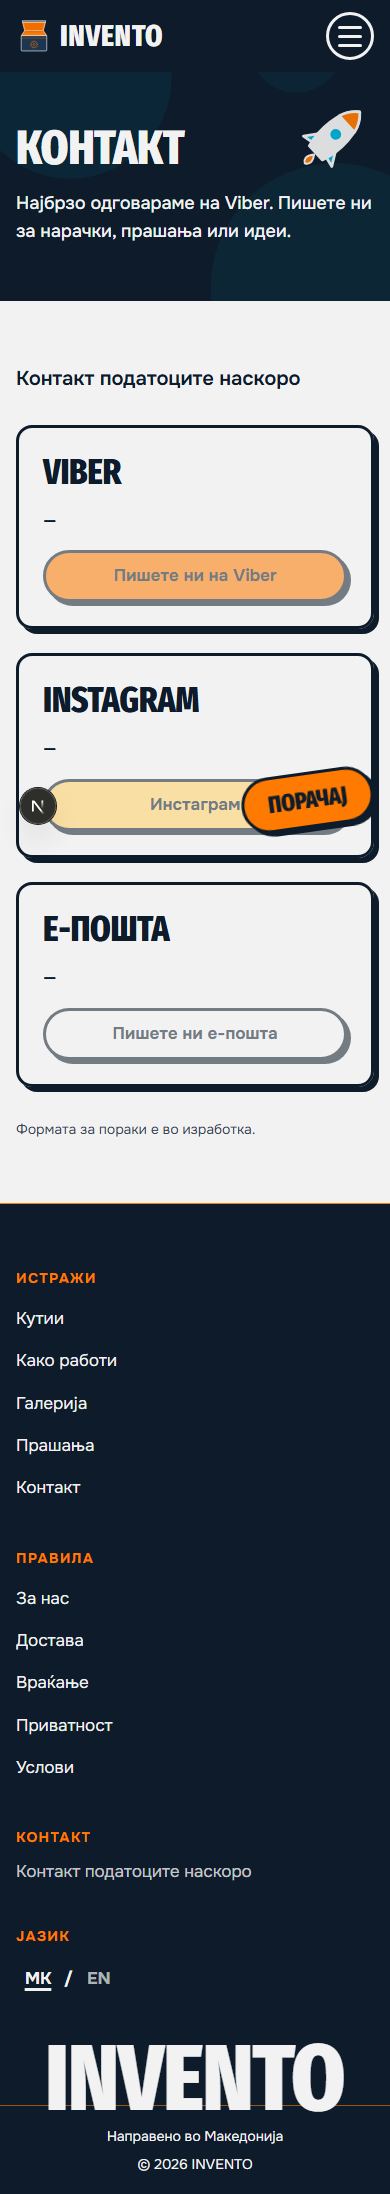 INVENTO
КОНТАКТ
Најбрзо одговараме на Viber. Пишете ни
за нарачки, прашања или идеи.
Контакт податоците наскоро
VIBER
–
Пишете ни на Viber
INSTAGRAM
–
N
Инстаграм
ПОРАЧАЈ
Е-ПОШТА
–
Пишете ни е-пошта
Формата за пораки е во изработка.
ИСТРАЖИ
Кутии
Како работи
Галерија
Прашања
Контакт
ПРАВИЛА
За нас
Достава
Враќање
Приватност
Услови
КОНТАКТ
Контакт податоците наскоро
ЈАЗИК
МК / EN
INVENTO
Направено во Македонија
© 2026 INVENTO